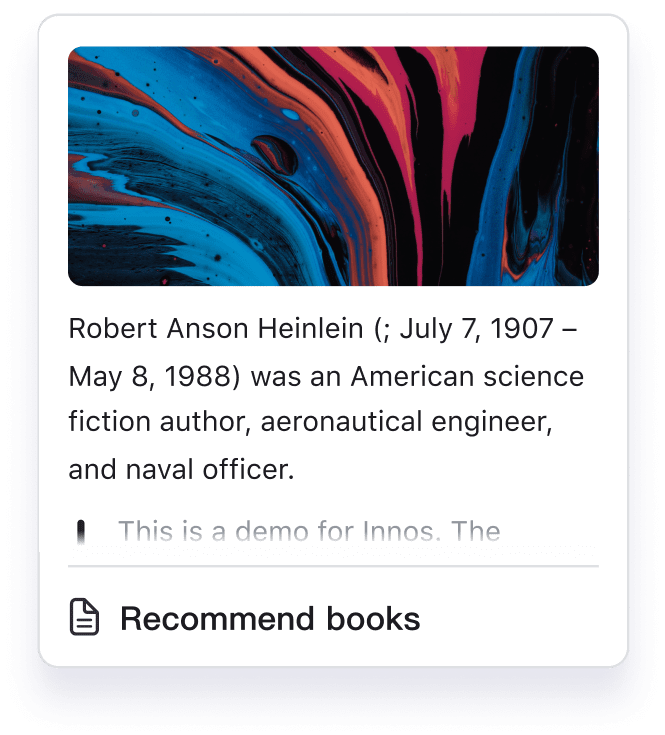 Robert Anson Heinlein (; July 7, 1907 –
May 8, 1988) was an American science
fiction author, aeronautical engineer,
and naval officer.
This is a demo for Innos. The
Recommend books